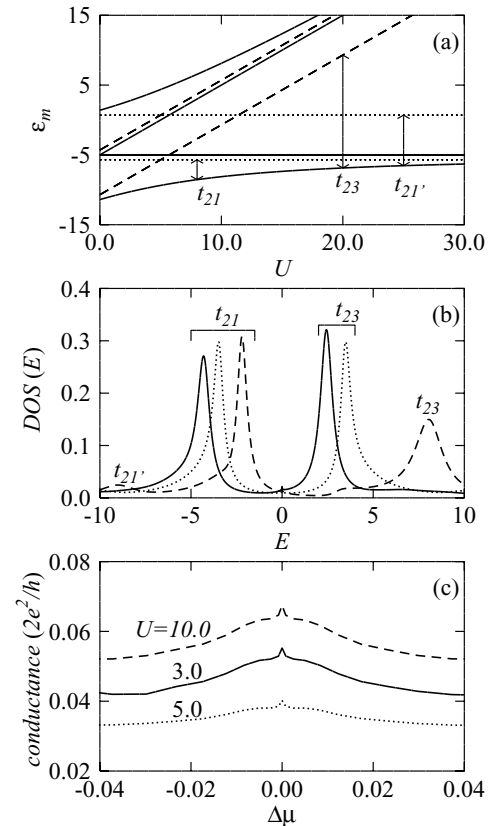 15
(a)
5
ε_m
-5
t_21
t_23
t_21'
-15
0.0 10.0 20.0 30.0
U
0.4
(b)
t_21
t_23
0.3
DOS (E)
0.2
t_23
0.1
t_21'
0.0
-10 -5 0 5 10
E
0.08
(c)
conductance (2e²/h)
U=10.0
0.06
3.0
0.04
5.0
0.02
-0.04 -0.02 0.00 0.02 0.04
Δμ